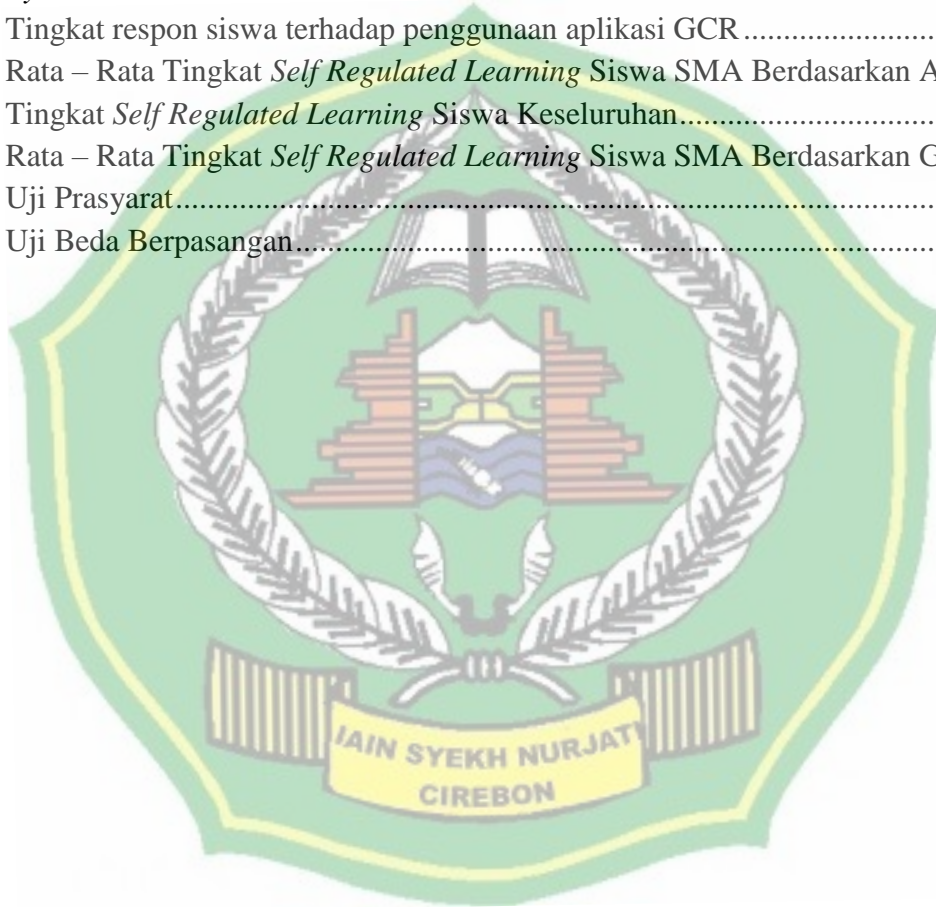 Tingkat respon siswa terhadap penggunaan aplikasi GCR....................
Rata – Rata Tingkat Self Regulated Learning Siswa SMA Berdasarkan
Tingkat Self Regulated Learning Siswa Keseluruhan..............................
Rata – Rata Tingkat Self Regulated Learning Siswa SMA Berdasarkan
Uji Prasyarat...............................................................................................
Uji Beda Berpasangan................................................................................
IAIN SYEKH NURJATI
CIREBON